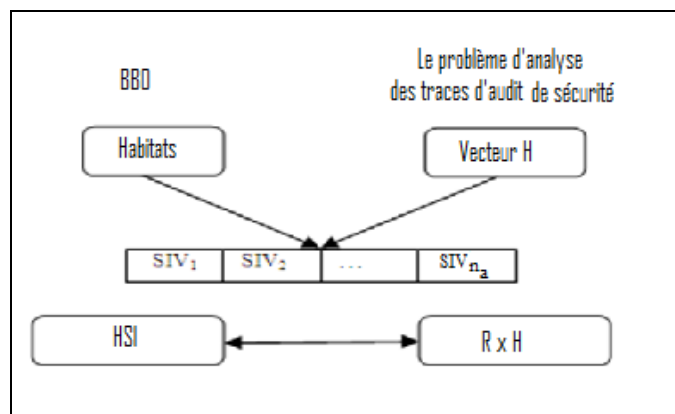 BBO
Le problème d'analyse
des traces d'audit de sécurité
Habitats
Vecteur H
SIV1 SIV2 ... SIVna
HSI
R x H